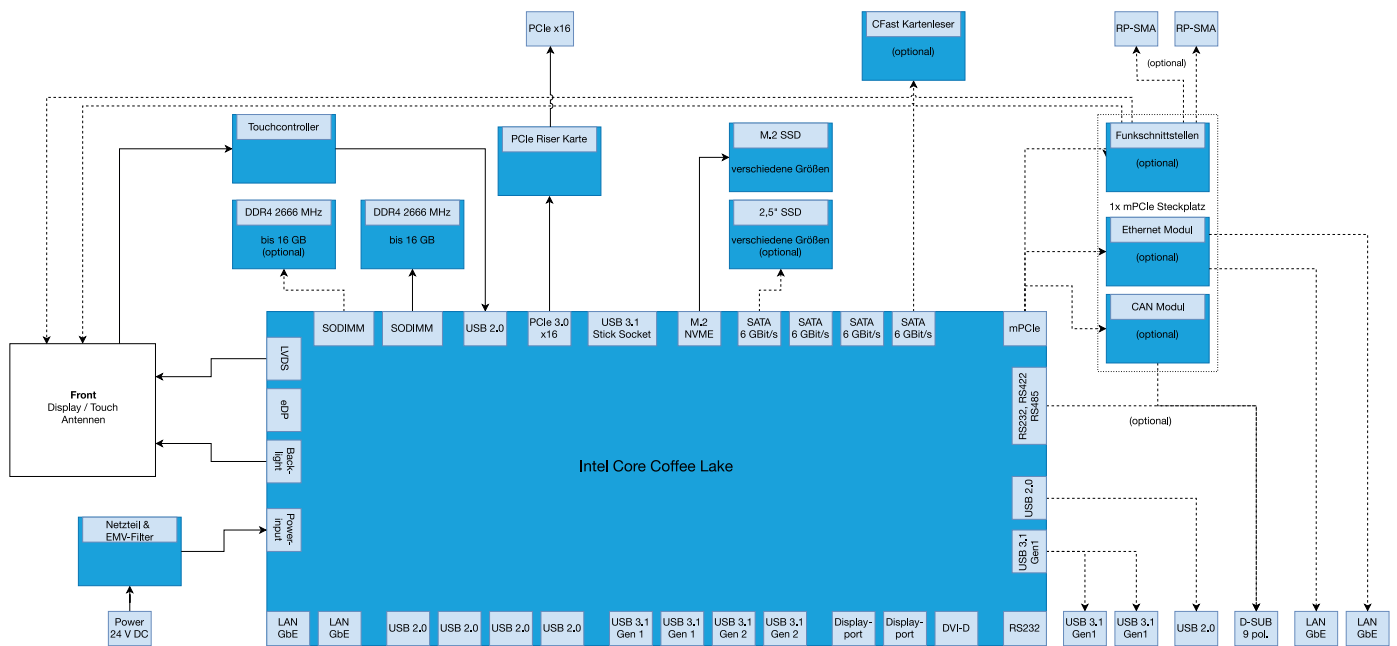 PCIe x16
CFast Kartenleser
(optional)
RP-SMA
RP-SMA
(optional)
Touchcontroller
PCIe Riser Karte
M.2 SSD
verschiedene Größen
Funkschnittstellen
(optional)
DDR4 2666 MHz
bis 16 GB
(optional)
DDR4 2666 MHz
bis 16 GB
2,5" SSD
verschiedene Größen
(optional)
1x mPCIe Steckplatz
Ethernet Modul
(optional)
CAN Modul
(optional)
SODIMM
SODIMM
USB 2.0
PCIe 3.0
x16
USB 3.1
Stick Socket
M.2
NVME
SATA
6 GBit/s
SATA
6 GBit/s
SATA
6 GBit/s
SATA
6 GBit/s
mPCIe
Front
Display / Touch
Antennen
LVDS
eDP
Back-
light
Power-
input
Intel Core Coffee Lake
RS232, RS422
RS485
(optional)
USB 2.0
USB 3.1
Gen1
Netzteil &
EMV-Filter
Power
24 V DC
LAN
GbE
LAN
GbE
USB 2.0
USB 2.0
USB 2.0
USB 2.0
USB 3.1
Gen 1
USB 3.1
Gen 1
USB 3.1
Gen 2
USB 3.1
Gen 2
Display-
port
Display-
port
DVI-D
RS232
USB 3.1
Gen1
USB 3.1
Gen1
USB 2.0
D-SUB
9 pol.
LAN
GbE
LAN
GbE